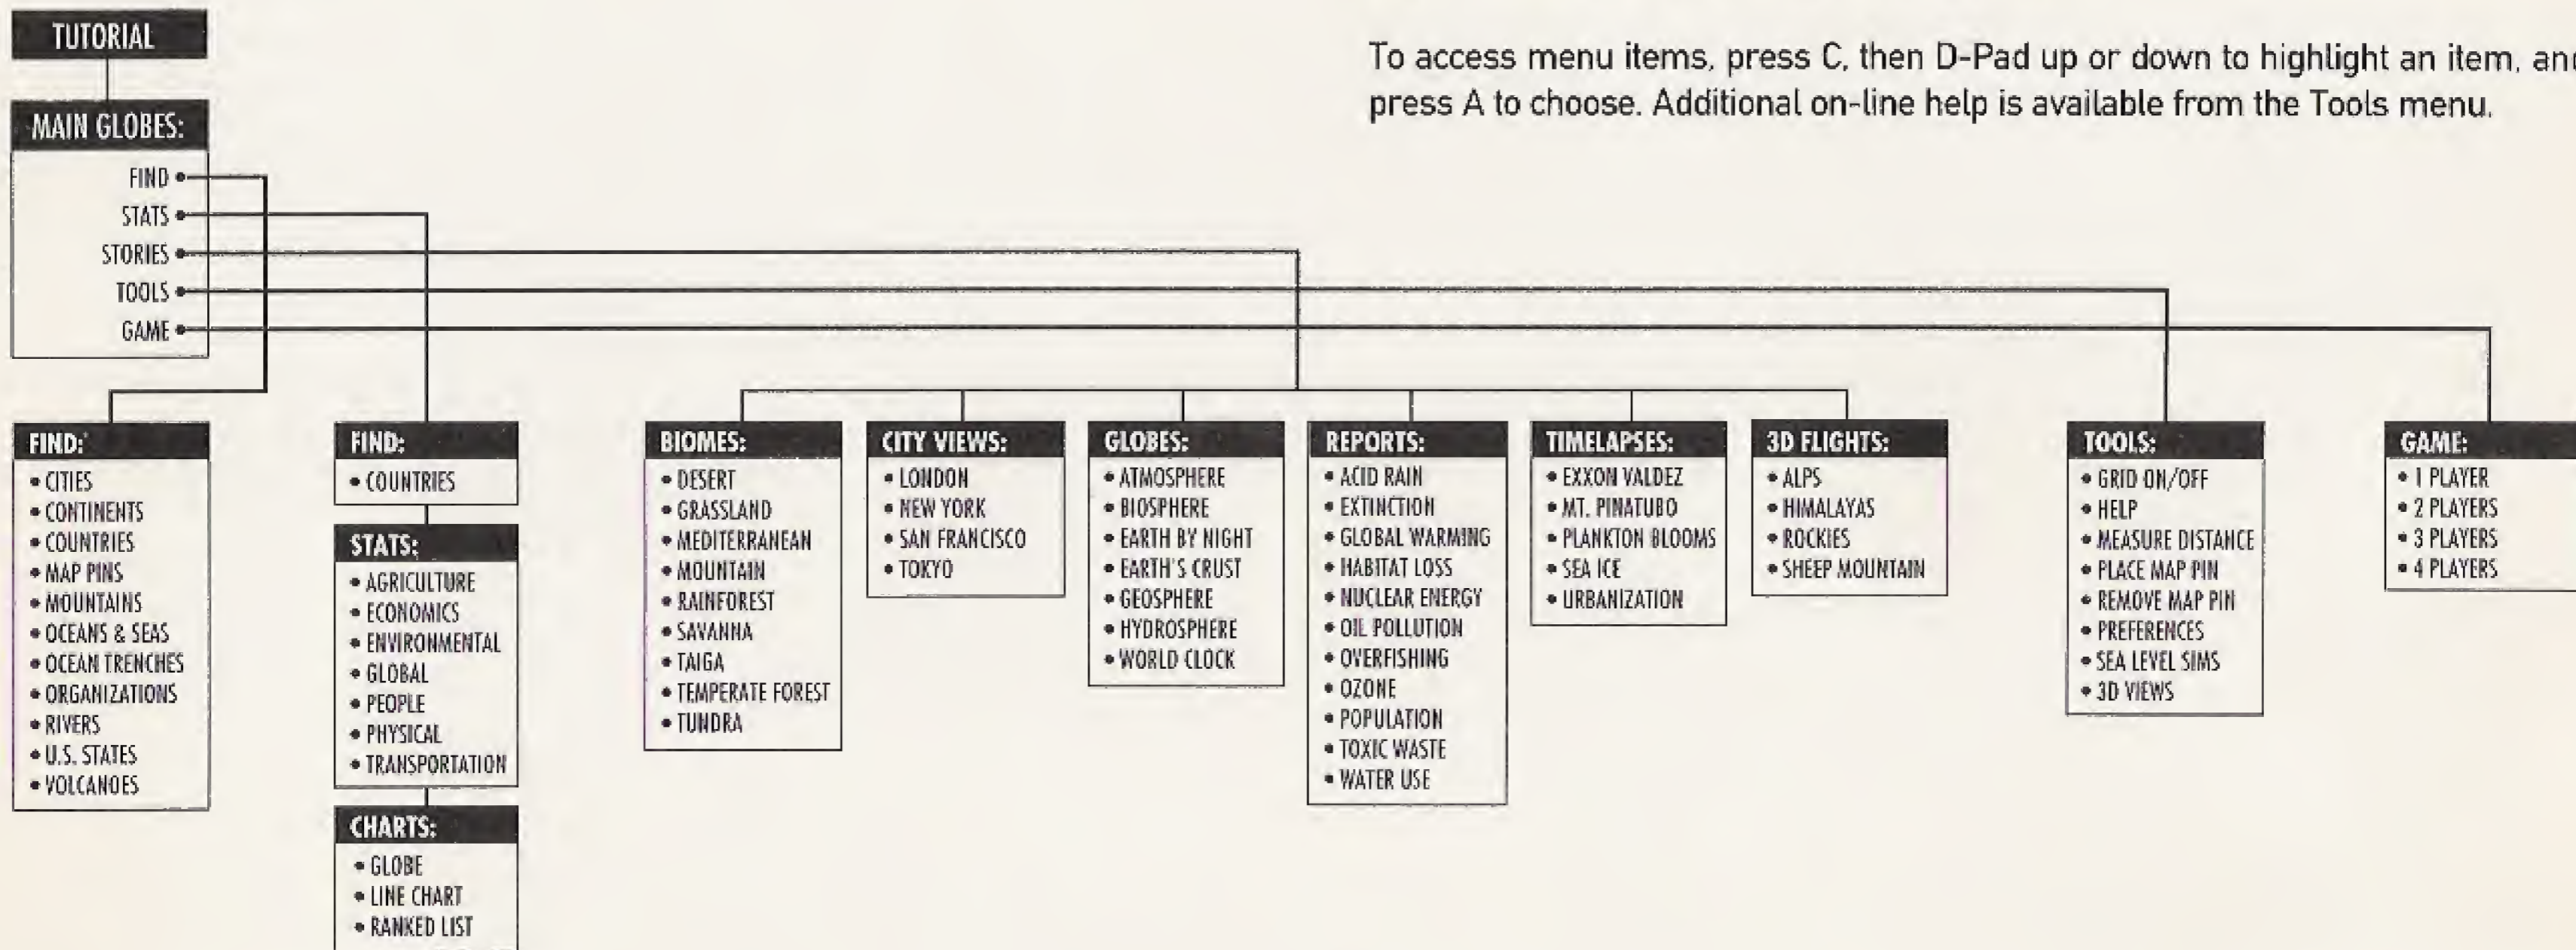 TUTORIAL
To access menu items, press C, then D-Pad up or down to highlight an item, and
press A to choose. Additional on-line help is available from the Tools menu.
MAIN GLOBES:
FIND
STATS
STORIES
TOOLS
GAME
FIND:
• CITIES
• CONTINENTS
• COUNTRIES
• MAP PINS
• MOUNTAINS
• OCEANS & SEAS
• OCEAN TRENCHES
• ORGANIZATIONS
• RIVERS
• U.S. STATES
• VOLCANOES
FIND:
• COUNTRIES
STATS:
• AGRICULTURE
• ECONOMICS
• ENVIRONMENTAL
• GLOBAL
• PEOPLE
• PHYSICAL
• TRANSPORTATION
CHARTS:
• GLOBE
• LINE CHART
• RANKED LIST
BIOMES:
• DESERT
• GRASSLAND
• MEDITERRANEAN
• MOUNTAIN
• RAINFOREST
• SAVANNA
• TAIGA
• TEMPERATE FOREST
• TUNDRA
CITY VIEWS:
• LONDON
• NEW YORK
• SAN FRANCISCO
• TOKYO
GLOBES:
• ATMOSPHERE
• BIOSPHERE
• EARTH BY NIGHT
• EARTH'S CRUST
• GEOSPHERE
• HYDROSPHERE
• WORLD CLOCK
REPORTS:
• ACID RAIN
• EXTINCTION
• GLOBAL WARMING
• HABITAT LOSS
• NUCLEAR ENERGY
• OIL POLLUTION
• OVERFISHING
• OZONE
• POPULATION
• TOXIC WASTE
• WATER USE
TIMELAPSES:
• EXXON VALDEZ
• MT. PINATUBO
• PLANKTON BLOOMS
• SEA ICE
• URBANIZATION
3D FLIGHTS:
• ALPS
• HIMALAYAS
• ROCKIES
• SHEEP MOUNTAIN
TOOLS:
• GRID ON/OFF
• HELP
• MEASURE DISTANCE
• PLACE MAP PIN
• REMOVE MAP PIN
• PREFERENCES
• SEA LEVEL SIMS
• 3D VIEWS
GAME:
• 1 PLAYER
• 2 PLAYERS
• 3 PLAYERS
• 4 PLAYERS